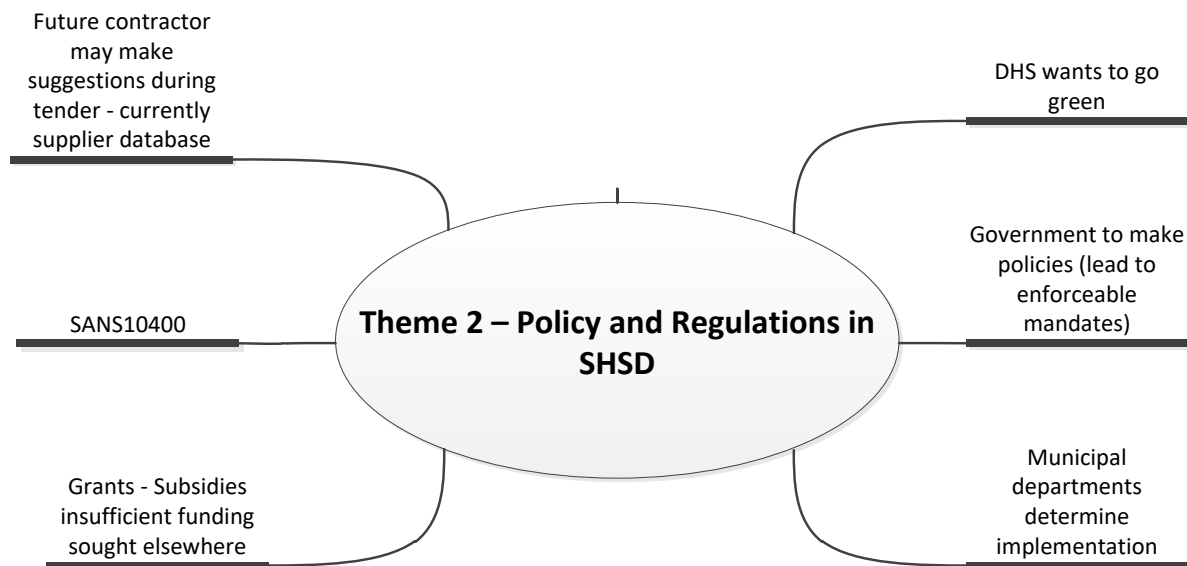 Future contractor
may make
suggestions during
tender - currently
supplier database
DHS wants to go
green
Government to make
policies (lead to
enforceable
mandates)
SANS10400
Theme 2 – Policy and Regulations in
SHSD
Grants - Subsidies
insufficient funding
sought elsewhere
Municipal
departments
determine
implementation